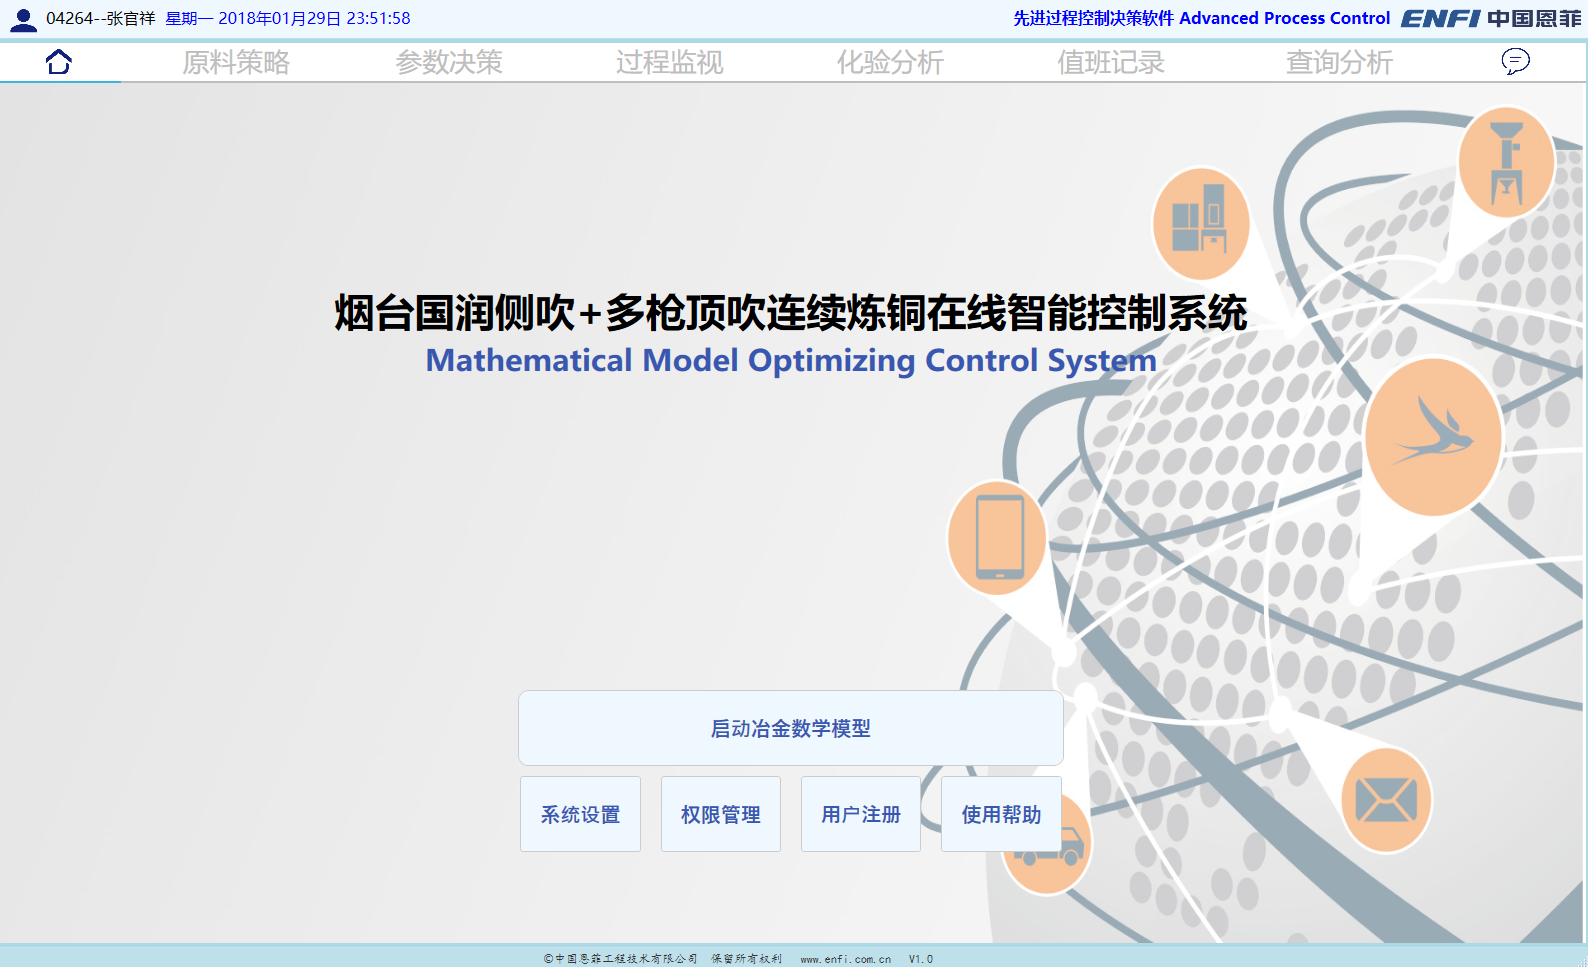 04264--张官祥 星期一 2018年01月29日 23:51:58 先进过程控制决策软件 Advanced Process Control ENFI 中国恩菲
原料策略 参数决策 过程监视 化验分析 值班记录 查询分析
烟台国润侧吹+多枪顶吹连续炼铜在线智能控制系统
Mathematical Model Optimizing Control System
启动冶金数学模型
系统设置 权限管理 用户注册 使用帮助
©中国恩菲工程技术有限公司 保留所有权利 www.enfi.com.cn V1.0